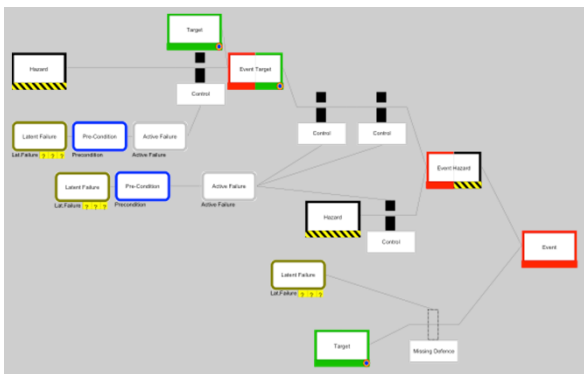 Target
Hazard
Event Target
Control
Latent Failure
Pre-Condition
Active Failure
Lat.Failure ? ? ?
Precondition
Active Failure
Control
Control
Latent Failure
Pre-Condition
Active Failure
Lat.Failure ? ? ?
Precondition
Active Failure
Event Hazard
Hazard
Control
Event
Latent Failure
Lat.Failure ? ? ?
Target
Missing Defence